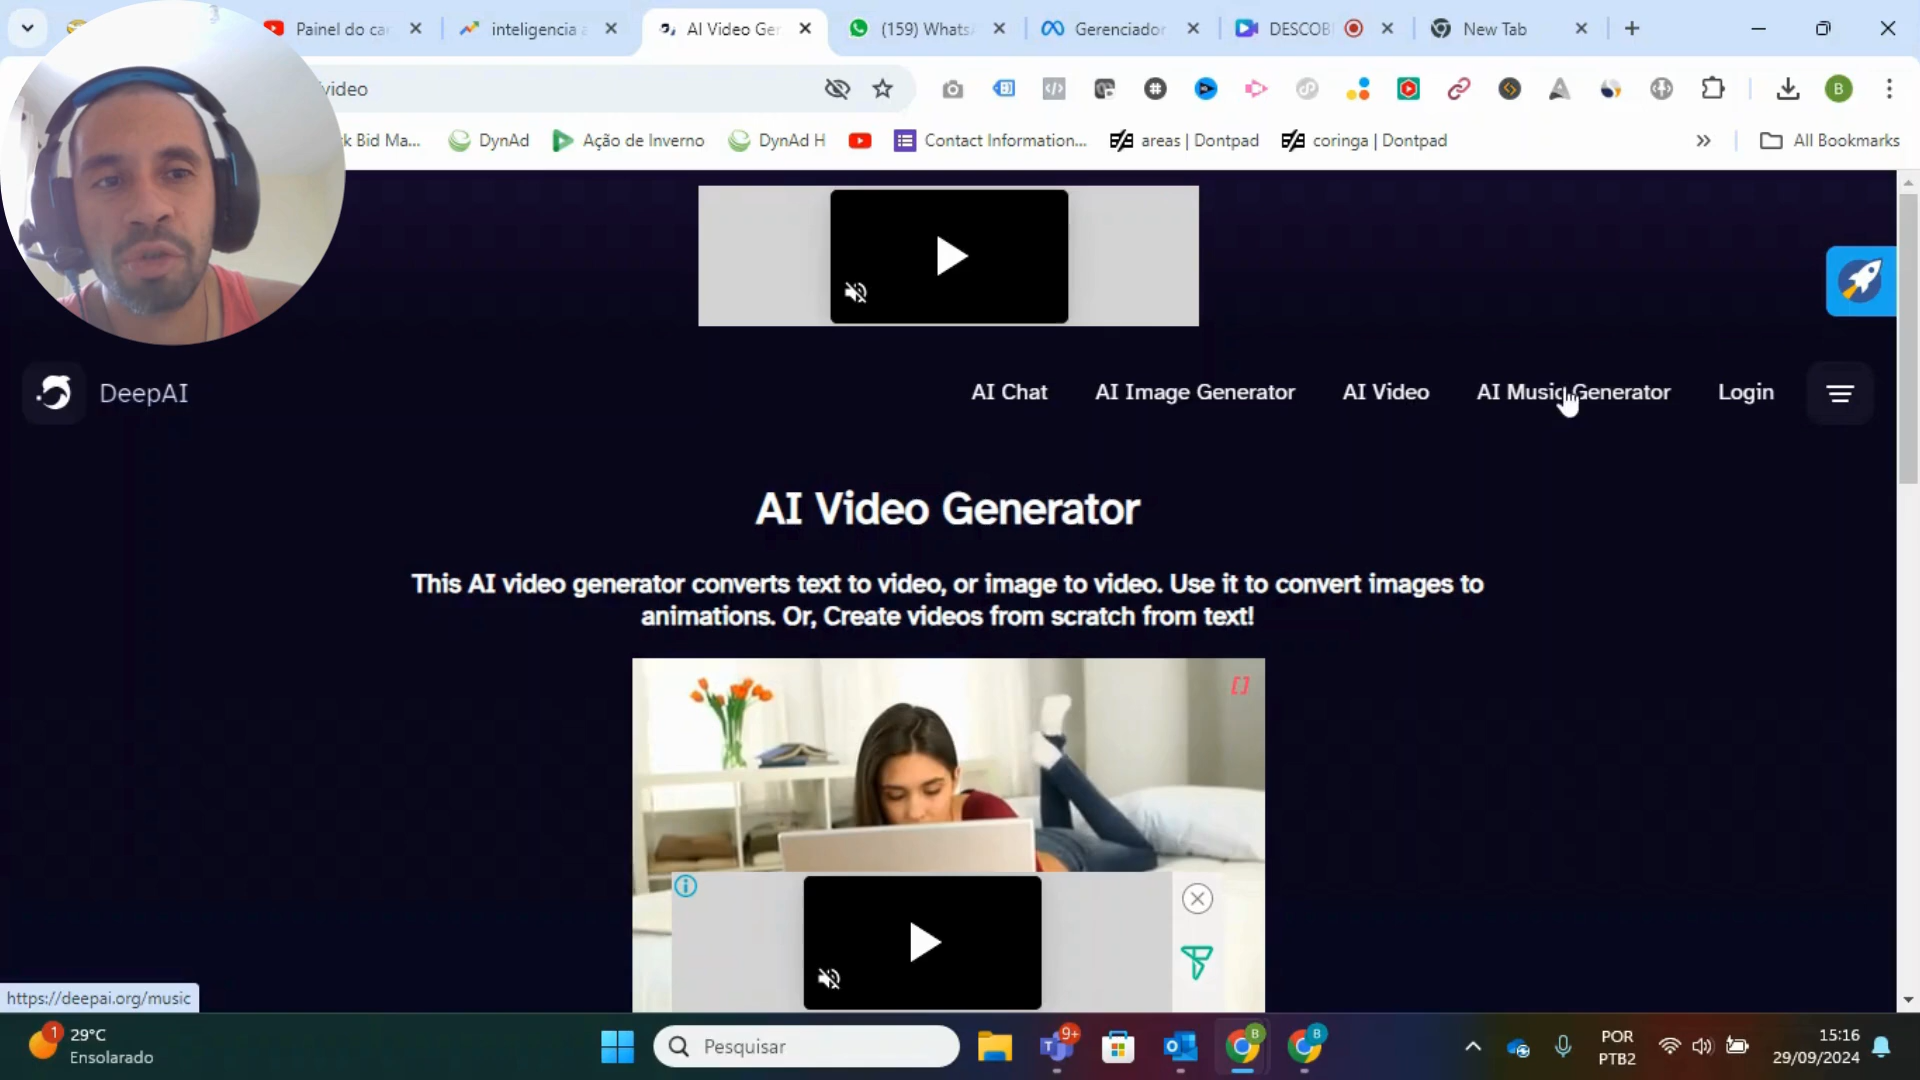 Painel do ca
inteligencia a
AI Video Ger
(159) Whats
Gerenciador
DESCOB
New Tab
video
B
k Bid Ma...
DynAd
Ação de Inverno
DynAd H
Contact Information...
areas | Dontpad
coringa | Dontpad
All Bookmarks
DeepAI
AI Chat
AI Image Generator
AI Video
AI Music Generator
Login
AI Video Generator
This AI video generator converts text to video, or image to video. Use it to convert images to
animations. Or, Create videos from scratch from text!
https://deepai.org/music
1
29°C
Ensolarado
Pesquisar
9+
B
B
POR
PTB2
15:16
29/09/2024